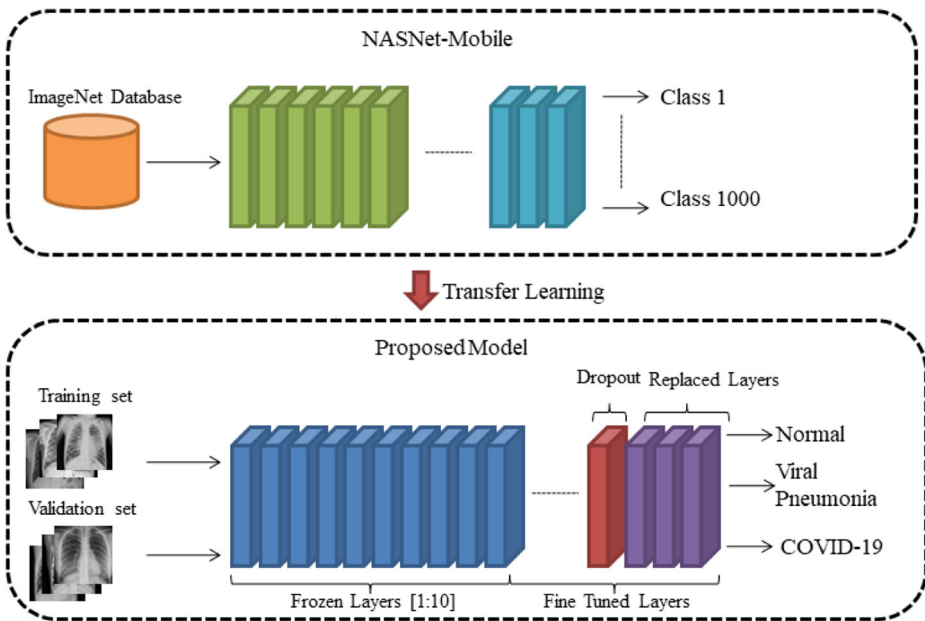 NASNet-Mobile
ImageNet Database
Class 1
Class 1000
Transfer Learning
Proposed Model
Training set
Dropout
Replaced Layers
Normal
Viral
Pneumonia
Validation set
COVID-19
Frozen Layers [1:10]
Fine Tuned Layers